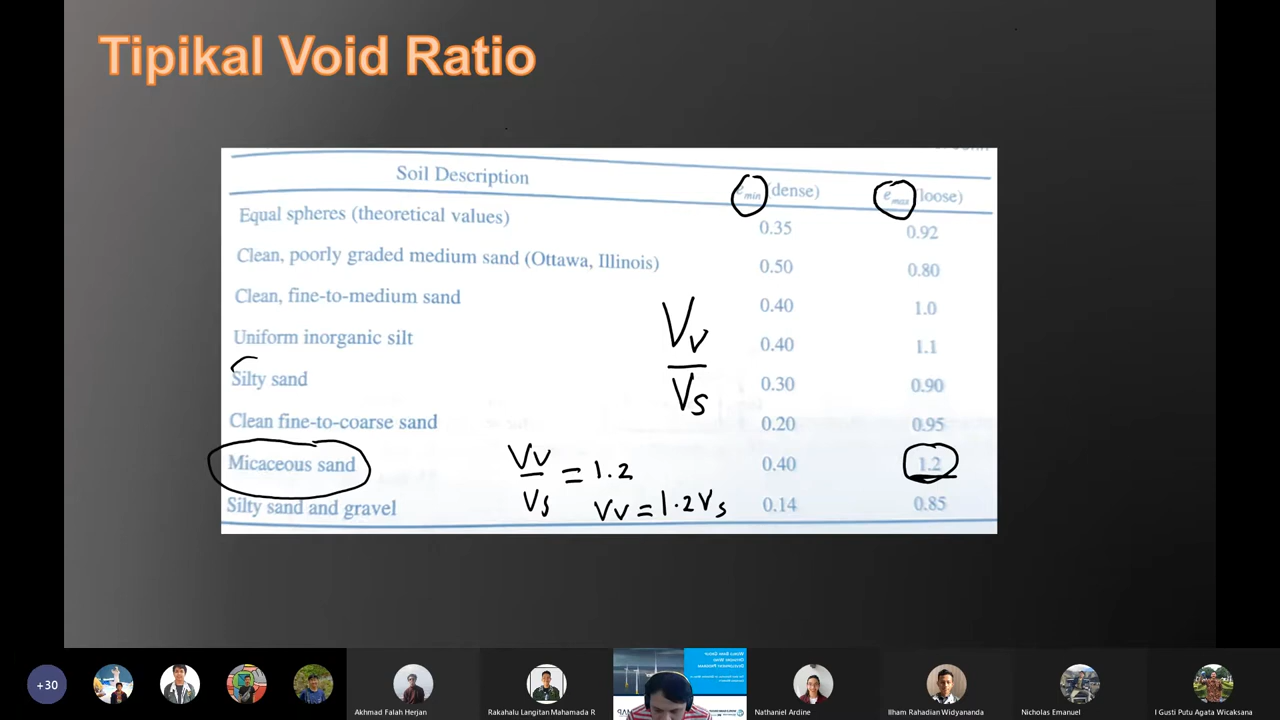 Tipikal Void Ratio
Soil Description e min (dense) e max (loose)
Equal spheres (theoretical values) 0.35 0.92
Clean, poorly graded medium sand (Ottawa, Illinois) 0.50 0.80
Clean, fine-to-medium sand 0.40 1.0
Uniform inorganic silt 0.40 1.1
Silty sand 0.30 0.90
Clean fine-to-coarse sand 0.20 0.95
Micaceous sand 0.40 1.2
Silty sand and gravel 0.14 0.85
Vv
Vs
Vv
Vs
= 1.2
Vv = 1.2Vs
+30
Akhmad Falah Herjan
Rakahalu Langitan Mahamada R
Nathaniel Ardine
Ilham Rahadian Widyananda
Nicholas Emanuel
I Gusti Putu Agata Wicaksana